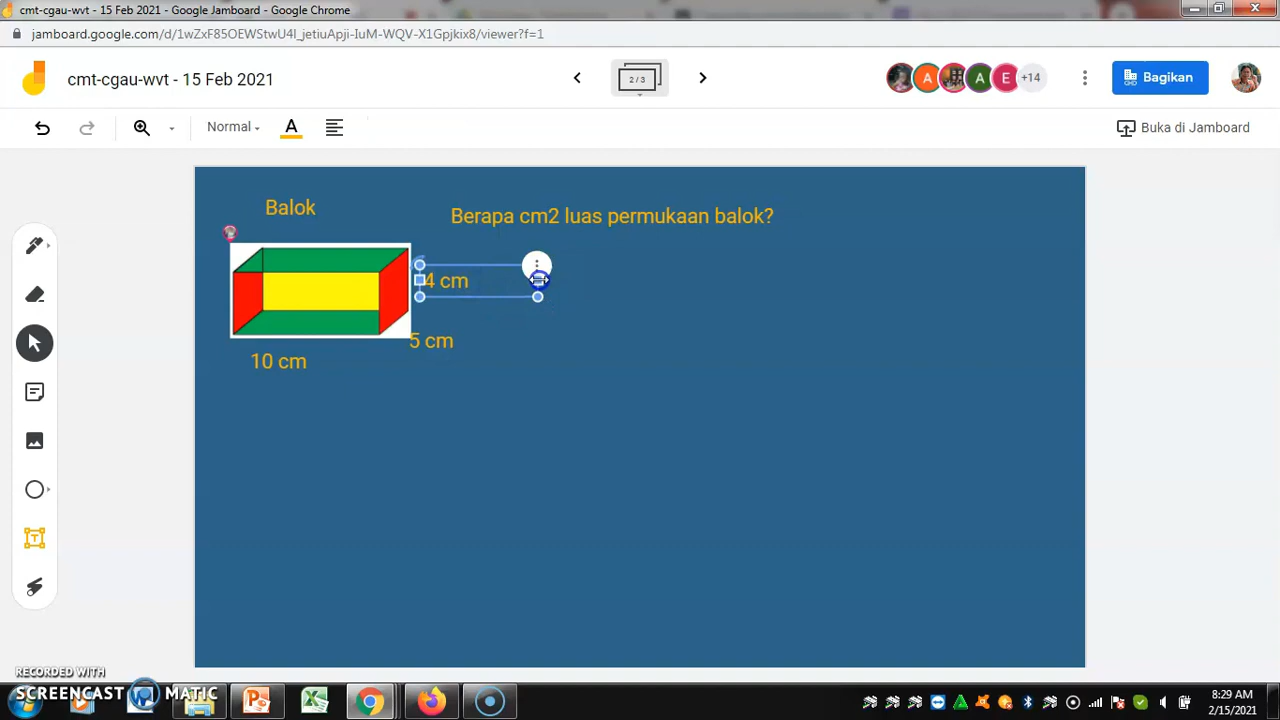 cmt-cgau-wvt - 15 Feb 2021 - Google Jamboard - Google Chrome
jamboard.google.com/d/1wZxF85OEWStwU4l_jetiuApji-IuM-WQV-X1Gpjkix8/viewer?f=1
cmt-cgau-wvt - 15 Feb 2021
2 / 3
A
A
E
+14
Bagikan
Normal
A
Buka di Jamboard
Balok
Berapa cm2 luas permukaan balok?
4 cm
5 cm
10 cm
RECORDED WITH
SCREENCAST MATIC
8:29 AM
2/15/2021